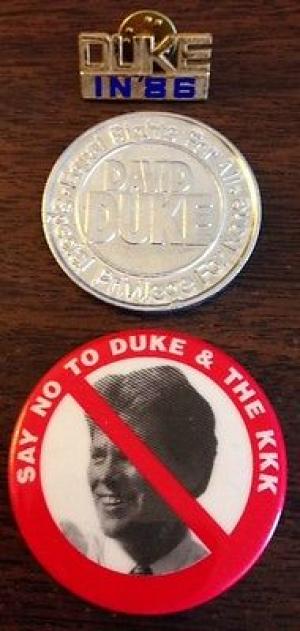 DUKE
IN '86
Equal Rights For All
DAVID
DUKE
Special Privilege For None
SAY NO TO DUKE & THE KKK